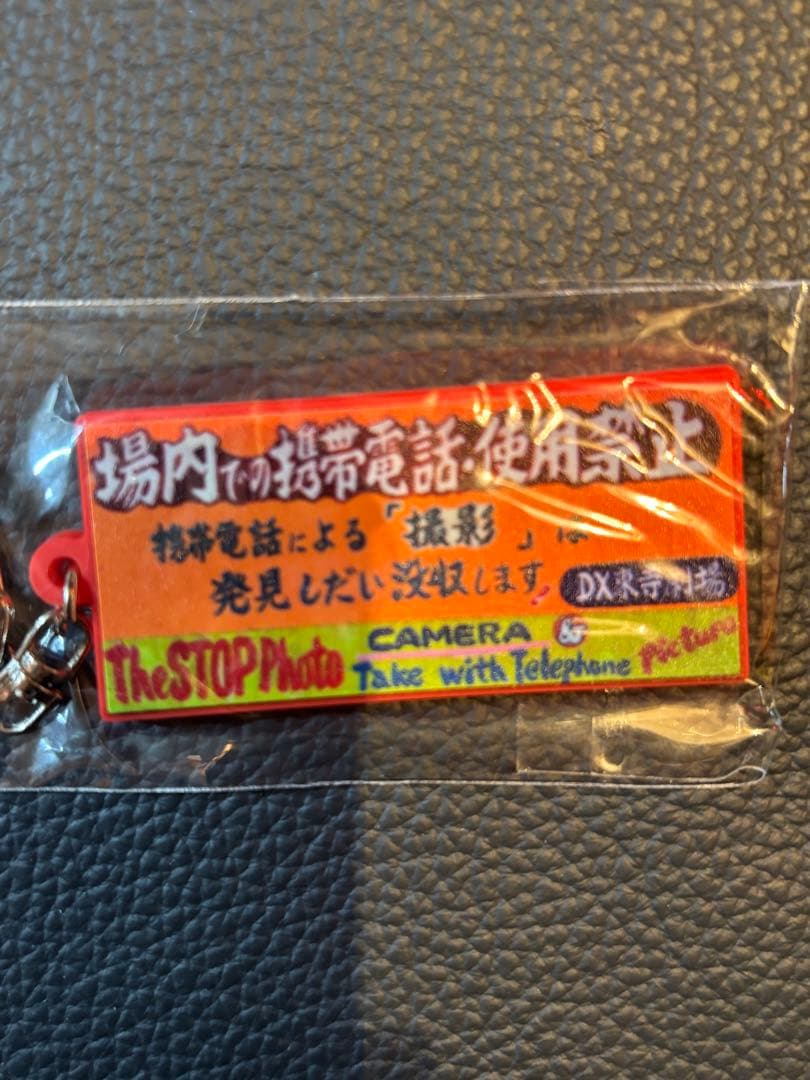 場内での携帯電話・使用禁止
携帯電話による「撮影」は
発見しだい没収します!
DX東寺劇場
The STOP Photo CAMERA & picture
Take with Telephone